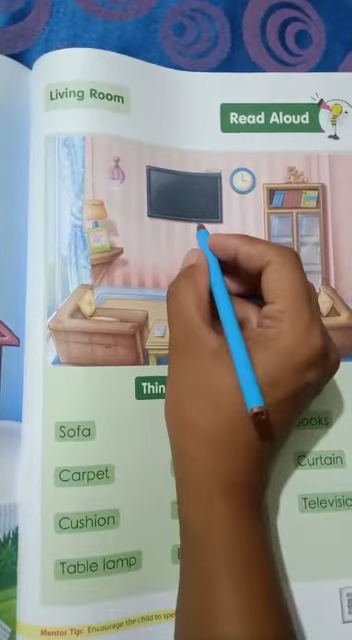 Living Room
Read Aloud
Thin
Sofa
Books
Carpet
Curtain
Cushion
Televisio
Table lamp
Mentor Tip: Encourage the child to spe